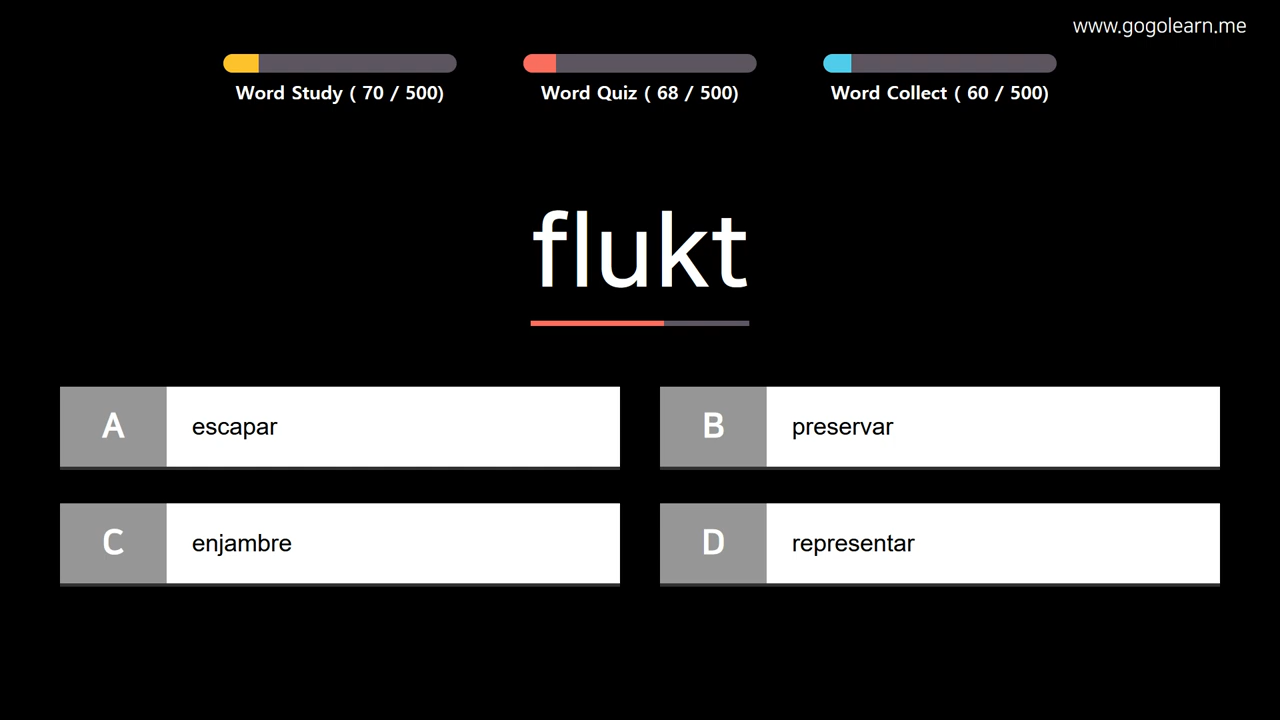 www.gogolearn.me
Word Study ( 70 / 500)
Word Quiz ( 68 / 500)
Word Collect ( 60 / 500)
flukt
A escapar
B preservar
C enjambre
D representar